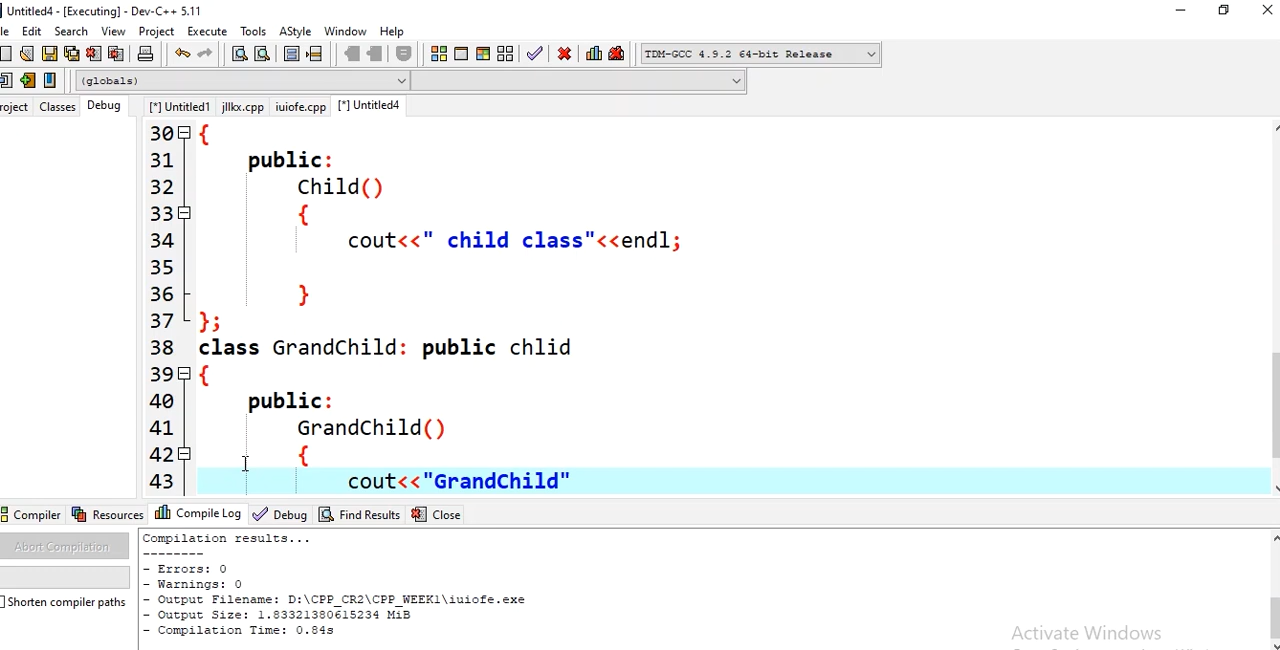 Untitled4 - [Executing] - Dev-C++ 5.11
le Edit Search View Project Execute Tools AStyle Window Help
TDM-GCC 4.9.2 64-bit Release
(globals)
roject Classes Debug [*] Untitled1 jllkx.cpp iuiofe.cpp [*] Untitled4
30 {
31 public:
32 Child()
33 {
34 cout<<" child class"<<endl;
35
36 }
37 };
38 class GrandChild: public chlid
39 {
40 public:
41 GrandChild()
42 {
43 cout<<"GrandChild"
Compiler Resources Compile Log Debug Find Results Close
Abort Compilation
Shorten compiler paths
Compilation results...
--------
- Errors: 0
- Warnings: 0
- Output Filename: D:\CPP_CR2\CPP_WEEK1\iuiofe.exe
- Output Size: 1.83321380615234 MiB
- Compilation Time: 0.84s
Activate Windows